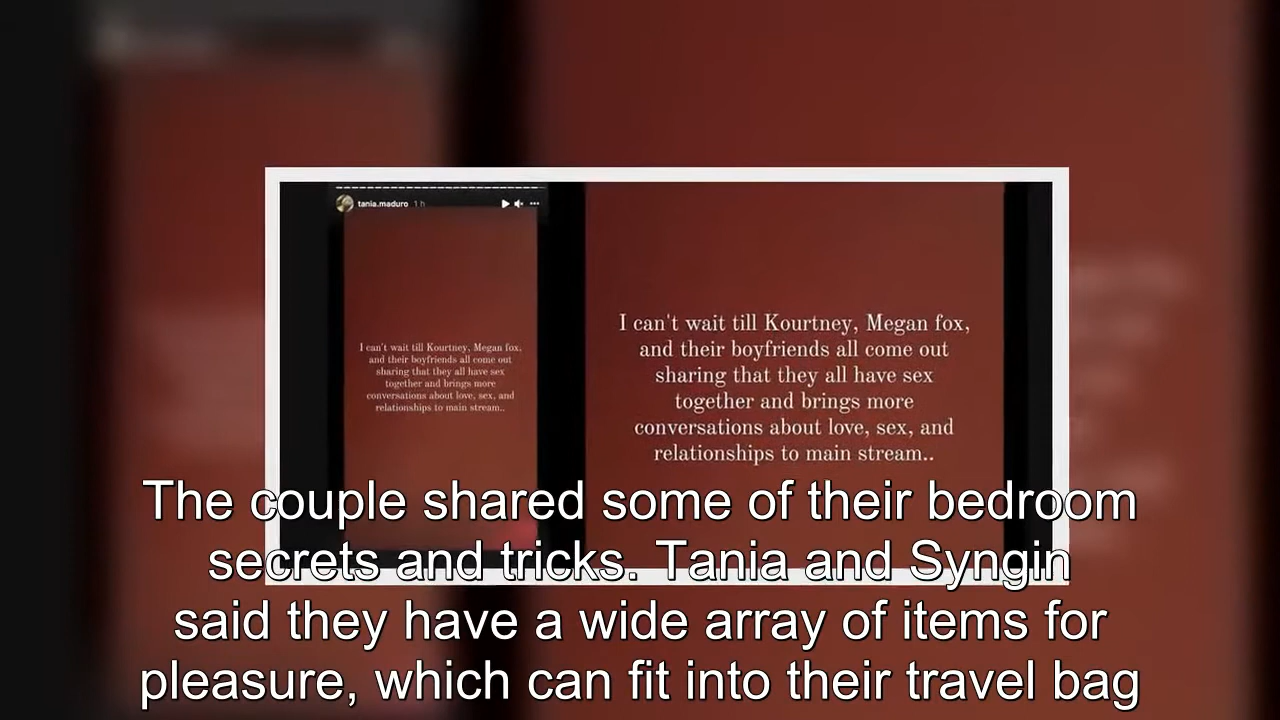 tania.maduro 1 h
I can't wait till Kourtney, Megan fox,
and their boyfriends all come out
sharing that they all have sex
together and brings more
conversations about love, sex, and
relationships to main stream..
I can't wait till Kourtney, Megan fox,
and their boyfriends all come out
sharing that they all have sex
together and brings more
conversations about love, sex, and
relationships to main stream..
The couple shared some of their bedroom
secrets and tricks. Tania and Syngin
said they have a wide array of items for
pleasure, which can fit into their travel bag